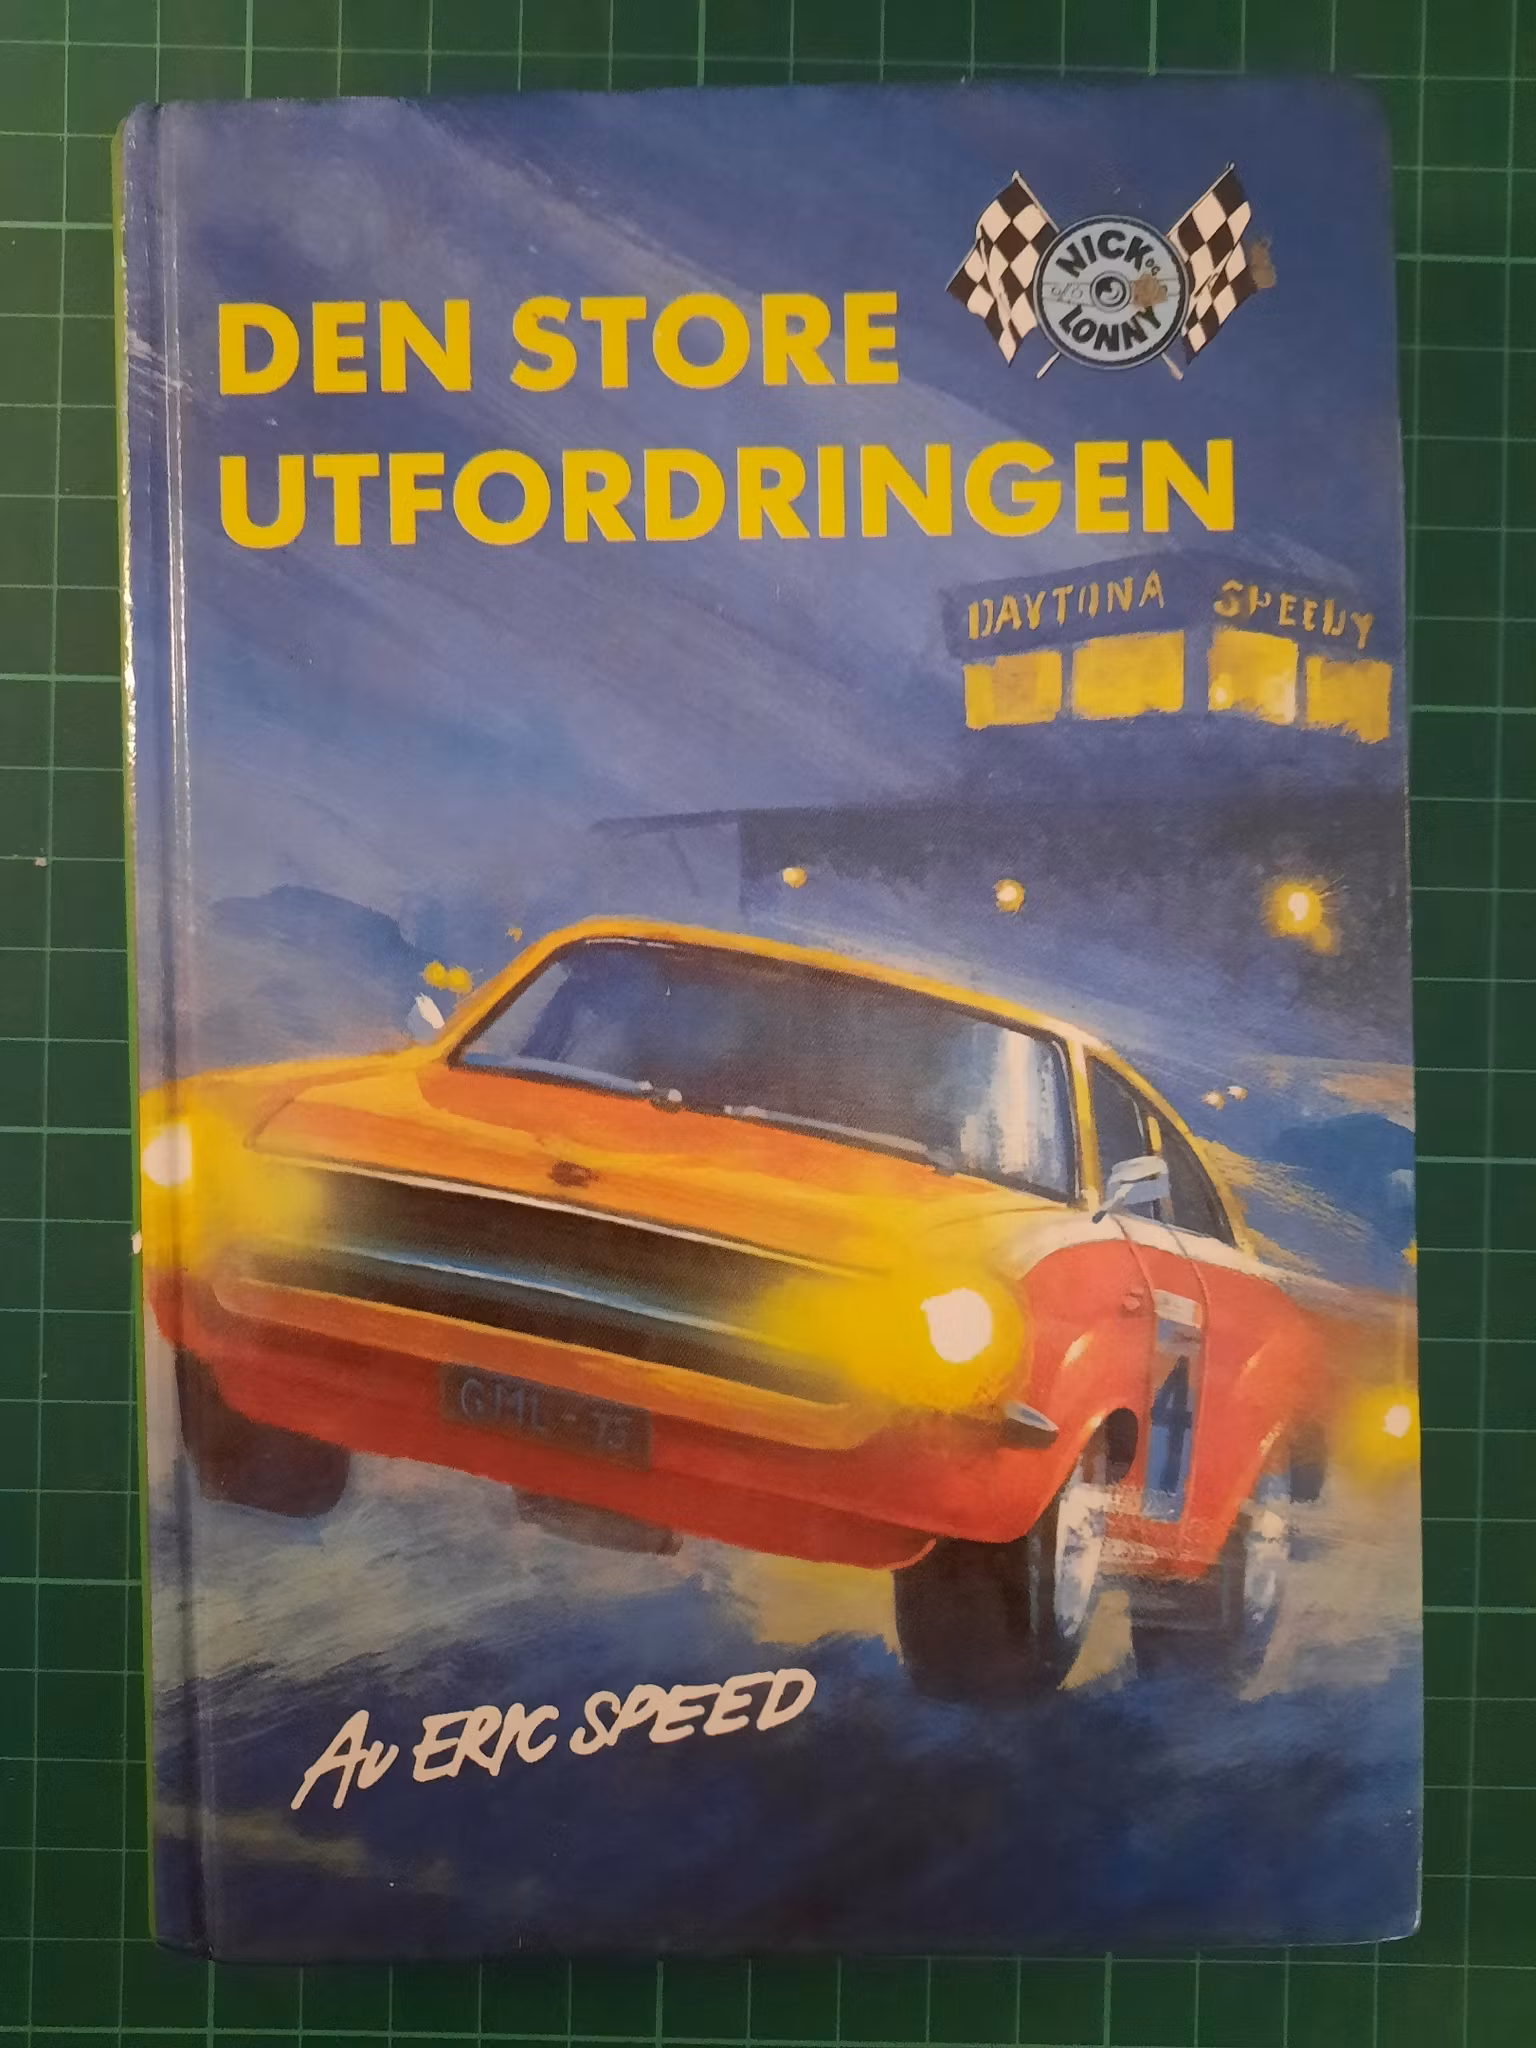 NICK OG
LONNY
DEN STORE
UTFORDRINGEN
DAYTONA SPEEDY
GML-75
4
Av ERIC SPEED